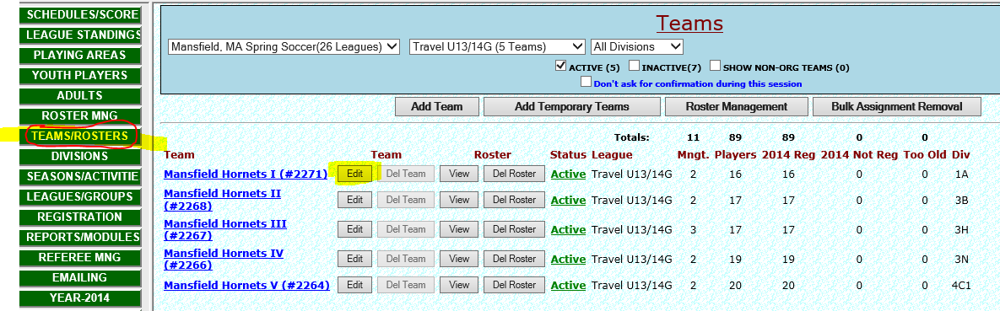 SCHEDULES/SCORE
LEAGUE STANDINGS
PLAYING AREAS
YOUTH PLAYERS
ADULTS
ROSTER MNG
TEAMS/ROSTERS
DIVISIONS
SEASONS/ACTIVITIE
LEAGUES/GROUPS
REGISTRATION
REPORTS/MODULES
REFEREE MNG
EMAILING
YEAR-2014
Teams
Mansfield, MA Spring Soccer(26 Leagues) Travel U13/14G (5 Teams) All Divisions
ACTIVE (5) INACTIVE(7) SHOW NON-ORG TEAMS (0)
Don't ask for confirmation during this session
Add Team Add Temporary Teams Roster Management Bulk Assignment Removal
Totals: 11 89 89 0 0
Team Team Roster Status League Mngt. Players 2014 Reg 2014 Not Reg Too Old Div
Mansfield Hornets I (#2271) Edit Del Team View Del Roster Active Travel U13/14G 2 16 16 0 0 1A
Mansfield Hornets II
(#2268) Edit Del Team View Del Roster Active Travel U13/14G 2 17 17 0 0 3B
Mansfield Hornets III
(#2267) Edit Del Team View Del Roster Active Travel U13/14G 3 17 17 0 0 3H
Mansfield Hornets IV
(#2266) Edit Del Team View Del Roster Active Travel U13/14G 2 19 19 0 0 3N
Mansfield Hornets V (#2264) Edit Del Team View Del Roster Active Travel U13/14G 2 20 20 0 0 4C1